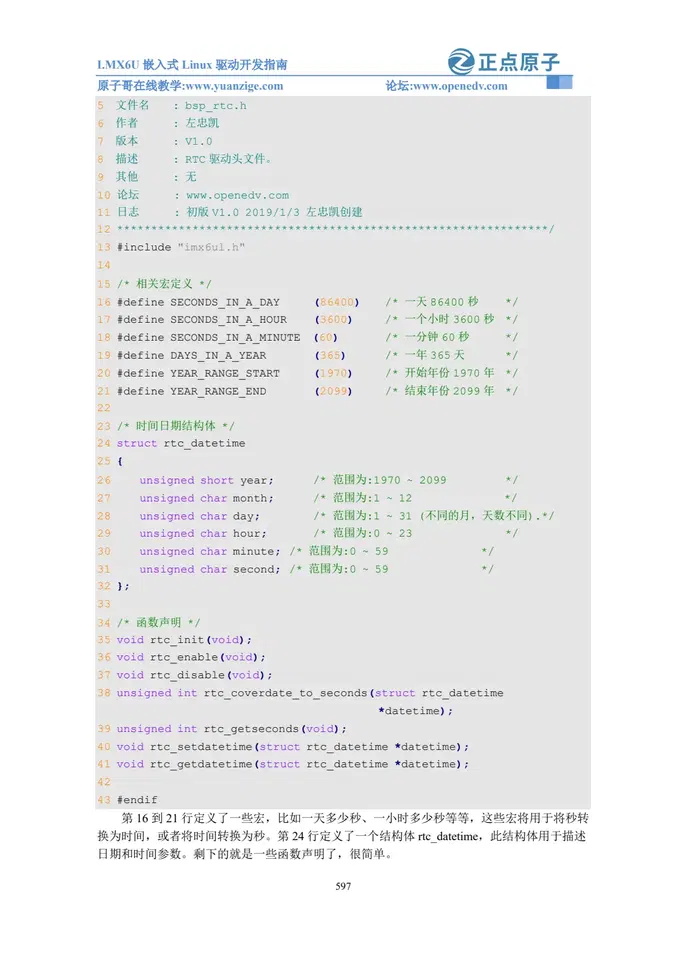 I.MX6U 嵌入式 Linux 驱动开发指南
正点原子
原子哥在线教学:www.yuanzige.com 论坛:www.openedv.com
5 文件名 : bsp_rtc.h
6 作者 : 左忠凯
7 版本 : V1.0
8 描述 : RTC 驱动头文件。
9 其他 : 无
10 论坛 : www.openedv.com
11 日志 : 初版 V1.0 2019/1/3 左忠凯创建
12 ***************************************************************/
13 #include "imx6ul.h"
14
15 /* 相关宏定义 */
16 #define SECONDS_IN_A_DAY (86400) /* 一天 86400 秒 */
17 #define SECONDS_IN_A_HOUR (3600) /* 一个小时 3600 秒 */
18 #define SECONDS_IN_A_MINUTE (60) /* 一分钟 60 秒 */
19 #define DAYS_IN_A_YEAR (365) /* 一年 365 天 */
20 #define YEAR_RANGE_START (1970) /* 开始年份 1970 年 */
21 #define YEAR_RANGE_END (2099) /* 结束年份 2099 年 */
22
23 /* 时间日期结构体 */
24 struct rtc_datetime
25 {
26 unsigned short year; /* 范围为:1970 ~ 2099 */
27 unsigned char month; /* 范围为:1 ~ 12 */
28 unsigned char day; /* 范围为:1 ~ 31 (不同的月，天数不同).*/
29 unsigned char hour; /* 范围为:0 ~ 23 */
30 unsigned char minute; /* 范围为:0 ~ 59 */
31 unsigned char second; /* 范围为:0 ~ 59 */
32 };
33
34 /* 函数声明 */
35 void rtc_init(void);
36 void rtc_enable(void);
37 void rtc_disable(void);
38 unsigned int rtc_coverdate_to_seconds(struct rtc_datetime
*datetime);
39 unsigned int rtc_getseconds(void);
40 void rtc_setdatetime(struct rtc_datetime *datetime);
41 void rtc_getdatetime(struct rtc_datetime *datetime);
42
43 #endif
第 16 到 21 行定义了一些宏，比如一天多少秒、一小时多少秒等等，这些宏将用于将秒转
换为时间，或者将时间转换为秒。第 24 行定义了一个结构体 rtc_datetime，此结构体用于描述
日期和时间参数。剩下的就是一些函数声明了，很简单。
597